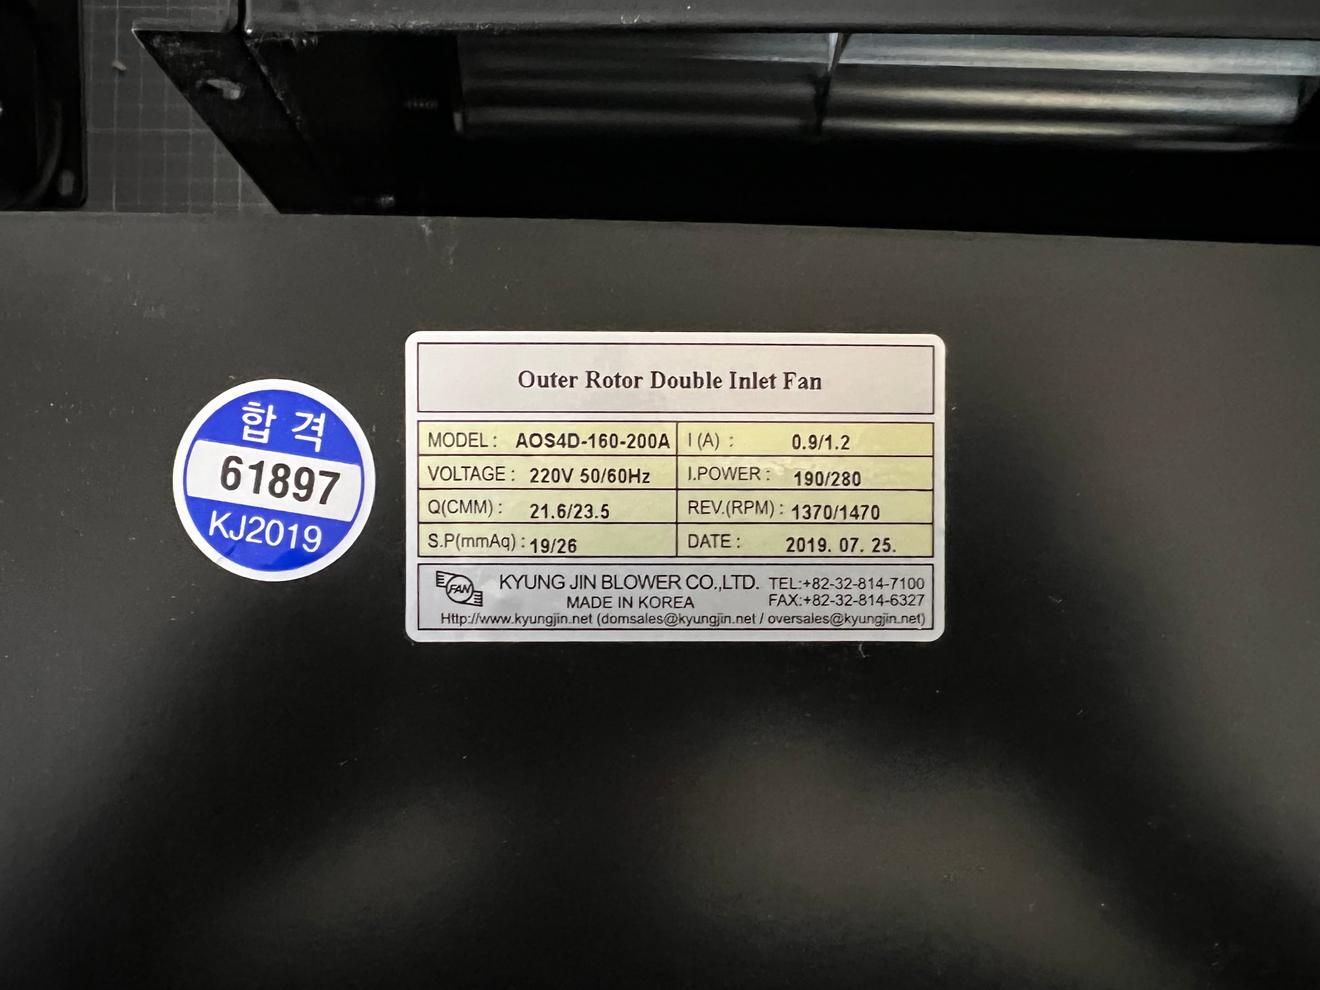 합격
61897
KJ2019
Outer Rotor Double Inlet Fan
MODEL : AOS4D-160-200A I (A) : 0.9/1.2
VOLTAGE : 220V 50/60Hz I.POWER : 190/280
Q(CMM) : 21.6/23.5 REV.(RPM) : 1370/1470
S.P(mmAq) : 19/26 DATE : 2019. 07. 25.
FAN KYUNG JIN BLOWER CO.,LTD. TEL:+82-32-814-7100
MADE IN KOREA FAX:+82-32-814-6327
Http://www.kyungjin.net (domsales@kyungjin.net / oversales@kyungjin.net)